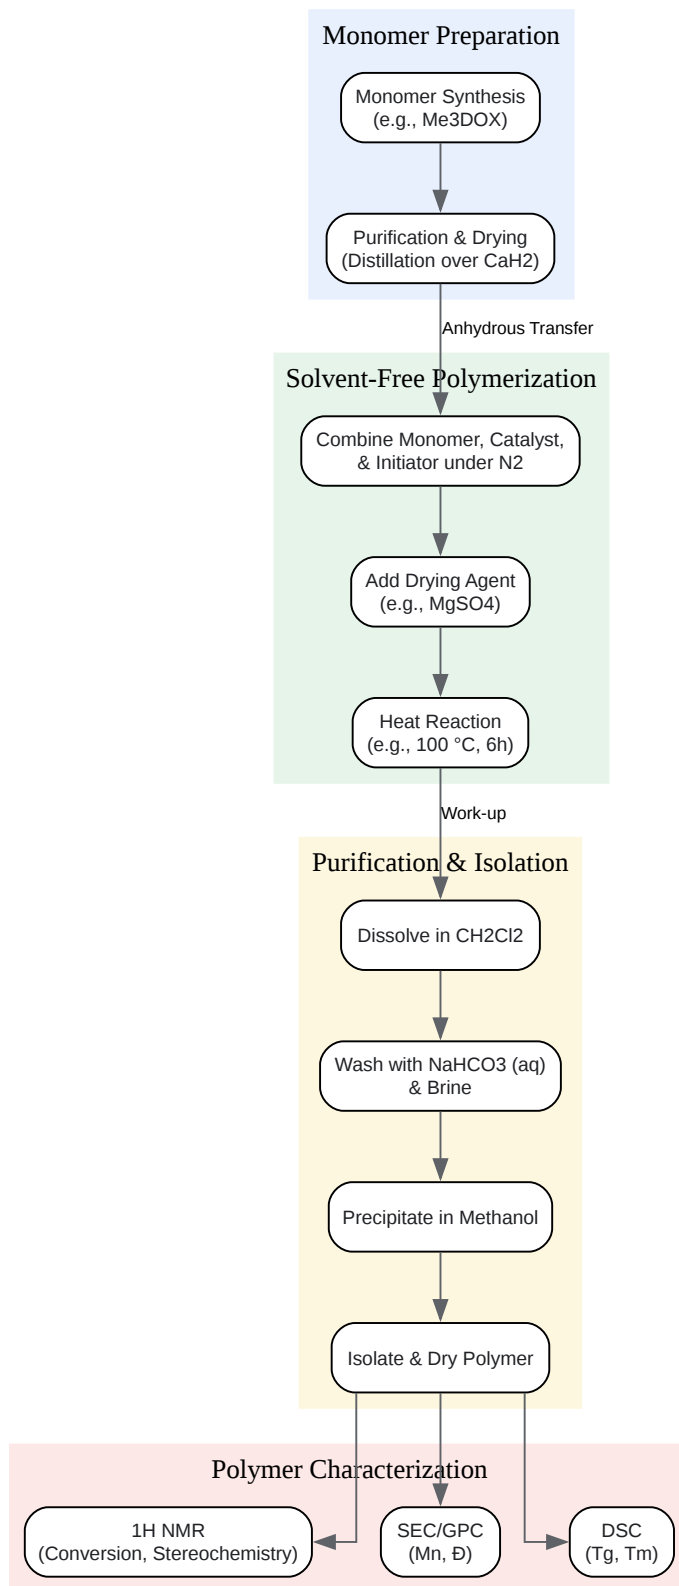 Monomer Preparation
Monomer Synthesis
(e.g., Me3DOX)
Purification & Drying
(Distillation over CaH2)
Anhydrous Transfer
Solvent-Free Polymerization
Combine Monomer, Catalyst,
& Initiator under N2
Add Drying Agent
(e.g., MgSO4)
Heat Reaction
(e.g., 100 °C, 6h)
Work-up
Purification & Isolation
Dissolve in CH2Cl2
Wash with NaHCO3 (aq)
& Brine
Precipitate in Methanol
Isolate & Dry Polymer
Polymer Characterization
1H NMR
(Conversion, Stereochemistry)
SEC/GPC
(Mn, Đ)
DSC
(Tg, Tm)